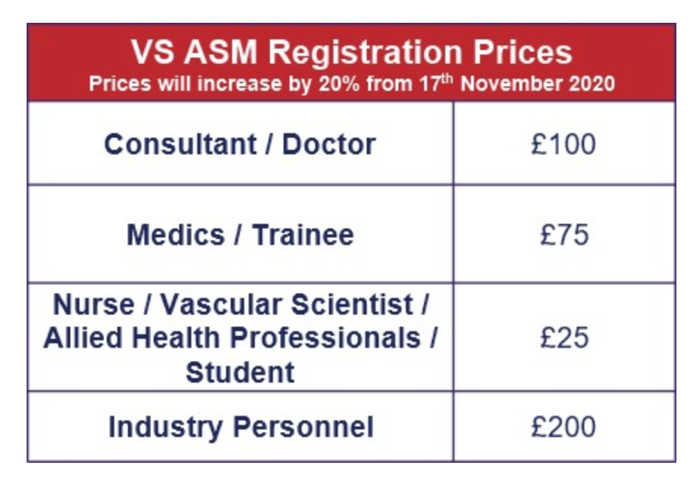 VS ASM Registration Prices
Prices will increase by 20% from 17th November 2020
Consultant / Doctor £100
Medics / Trainee £75
Nurse / Vascular Scientist /
Allied Health Professionals / £25
Student
Industry Personnel £200